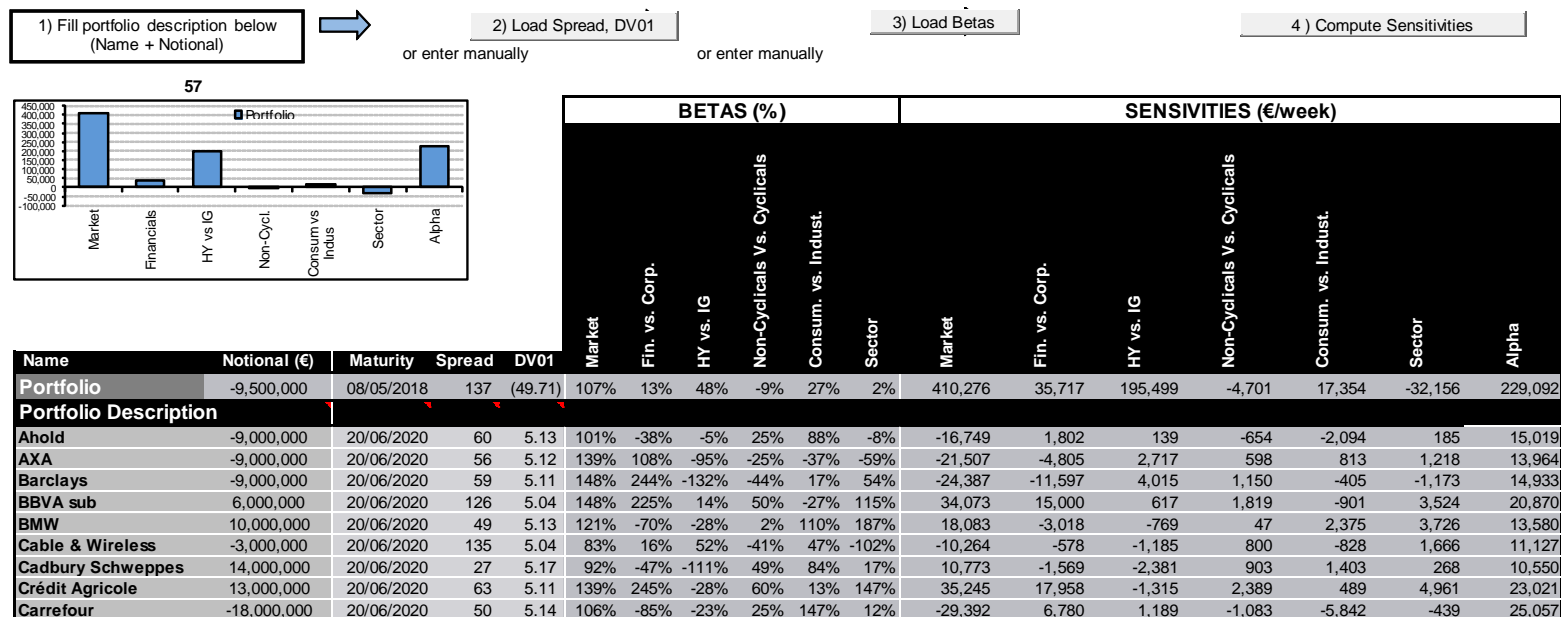 1) Fill portfolio description below
(Name + Notional)
2) Load Spread, DV01
3) Load Betas
4 ) Compute Sensitivities
or enter manually
or enter manually
57
Portfolio
450,000
400,000
350,000
300,000
250,000
200,000
150,000
100,000
50,000
0
-50,000
-100,000
Market
Financials
HY vs IG
Non-Cycl.
Consum vs
Indus
Sector
Alpha
BETAS (%)
SENSIVITIES (€/week)
Name Notional (€) Maturity Spread DV01 Market Fin. vs. Corp. HY vs. IG Non-Cyclicals Vs. Cyclicals Consum. vs. Indust. Sector Market Fin. vs. Corp. HY vs. IG Non-Cyclicals Vs. Cyclicals Consum. vs. Indust. Sector Alpha
Portfolio -9,500,000 08/05/2018 137 (49.71) 107% 13% 48% -9% 27% 2% 410,276 35,717 195,499 -4,701 17,354 -32,156 229,092
Portfolio Description
Ahold -9,000,000 20/06/2020 60 5.13 101% -38% -5% 25% 88% -8% -16,749 1,802 139 -654 -2,094 185 15,019
AXA -9,000,000 20/06/2020 56 5.12 139% 108% -95% -25% -37% -59% -21,507 -4,805 2,717 598 813 1,218 13,964
Barclays -9,000,000 20/06/2020 59 5.11 148% 244% -132% -44% 17% 54% -24,387 -11,597 4,015 1,150 -405 -1,173 14,933
BBVA sub 6,000,000 20/06/2020 126 5.04 148% 225% 14% 50% -27% 115% 34,073 15,000 617 1,819 -901 3,524 20,870
BMW 10,000,000 20/06/2020 49 5.13 121% -70% -28% 2% 110% 187% 18,083 -3,018 -769 47 2,375 3,726 13,580
Cable & Wireless -3,000,000 20/06/2020 135 5.04 83% 16% 52% -41% 47% -102% -10,264 -578 -1,185 800 -828 1,666 11,127
Cadbury Schweppes 14,000,000 20/06/2020 27 5.17 92% -47% -111% 49% 84% 17% 10,773 -1,569 -2,381 903 1,403 268 10,550
Crédit Agricole 13,000,000 20/06/2020 63 5.11 139% 245% -28% 60% 13% 147% 35,245 17,958 -1,315 2,389 489 4,961 23,021
Carrefour -18,000,000 20/06/2020 50 5.14 106% -85% -23% 25% 147% 12% -29,392 6,780 1,189 -1,083 -5,842 -439 25,057